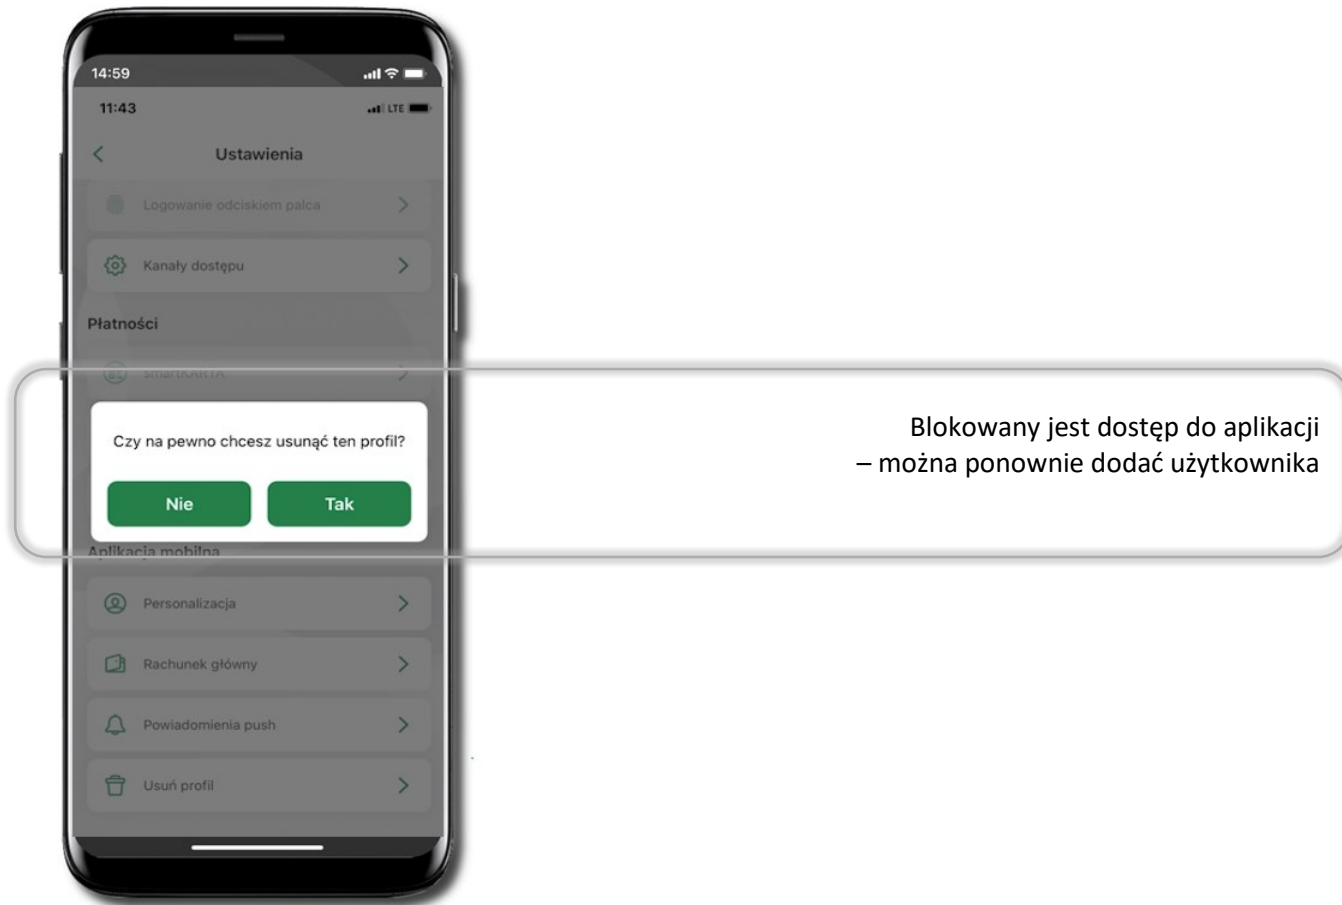 14:59
11:43
LTE
Ustawienia
Logowanie odciskiem palca
Kanały dostępu
Płatności
smartKARTA
Czy na pewno chcesz usunąć ten profil?
Nie Tak
Blokowany jest dostęp do aplikacji
– można ponownie dodać użytkownika
Aplikacja mobilna
Personalizacja
Rachunek główny
Powiadomienia push
Usuń profil